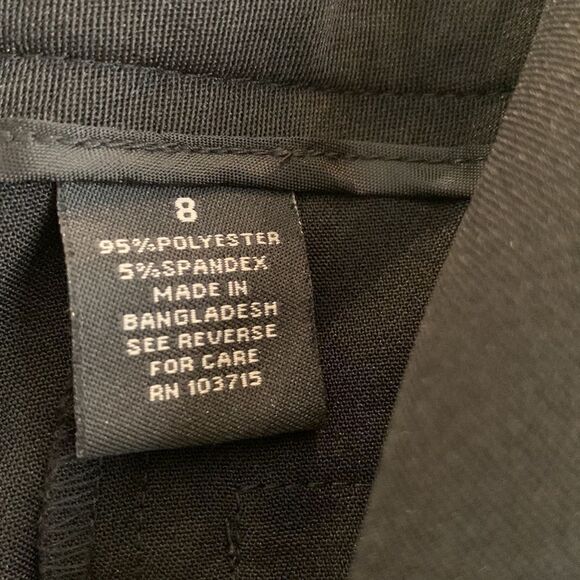 8
95%POLYESTER
5%SPANDEX
MADE IN
BANGLADESH
SEE REVERSE
FOR CARE
RN 103715